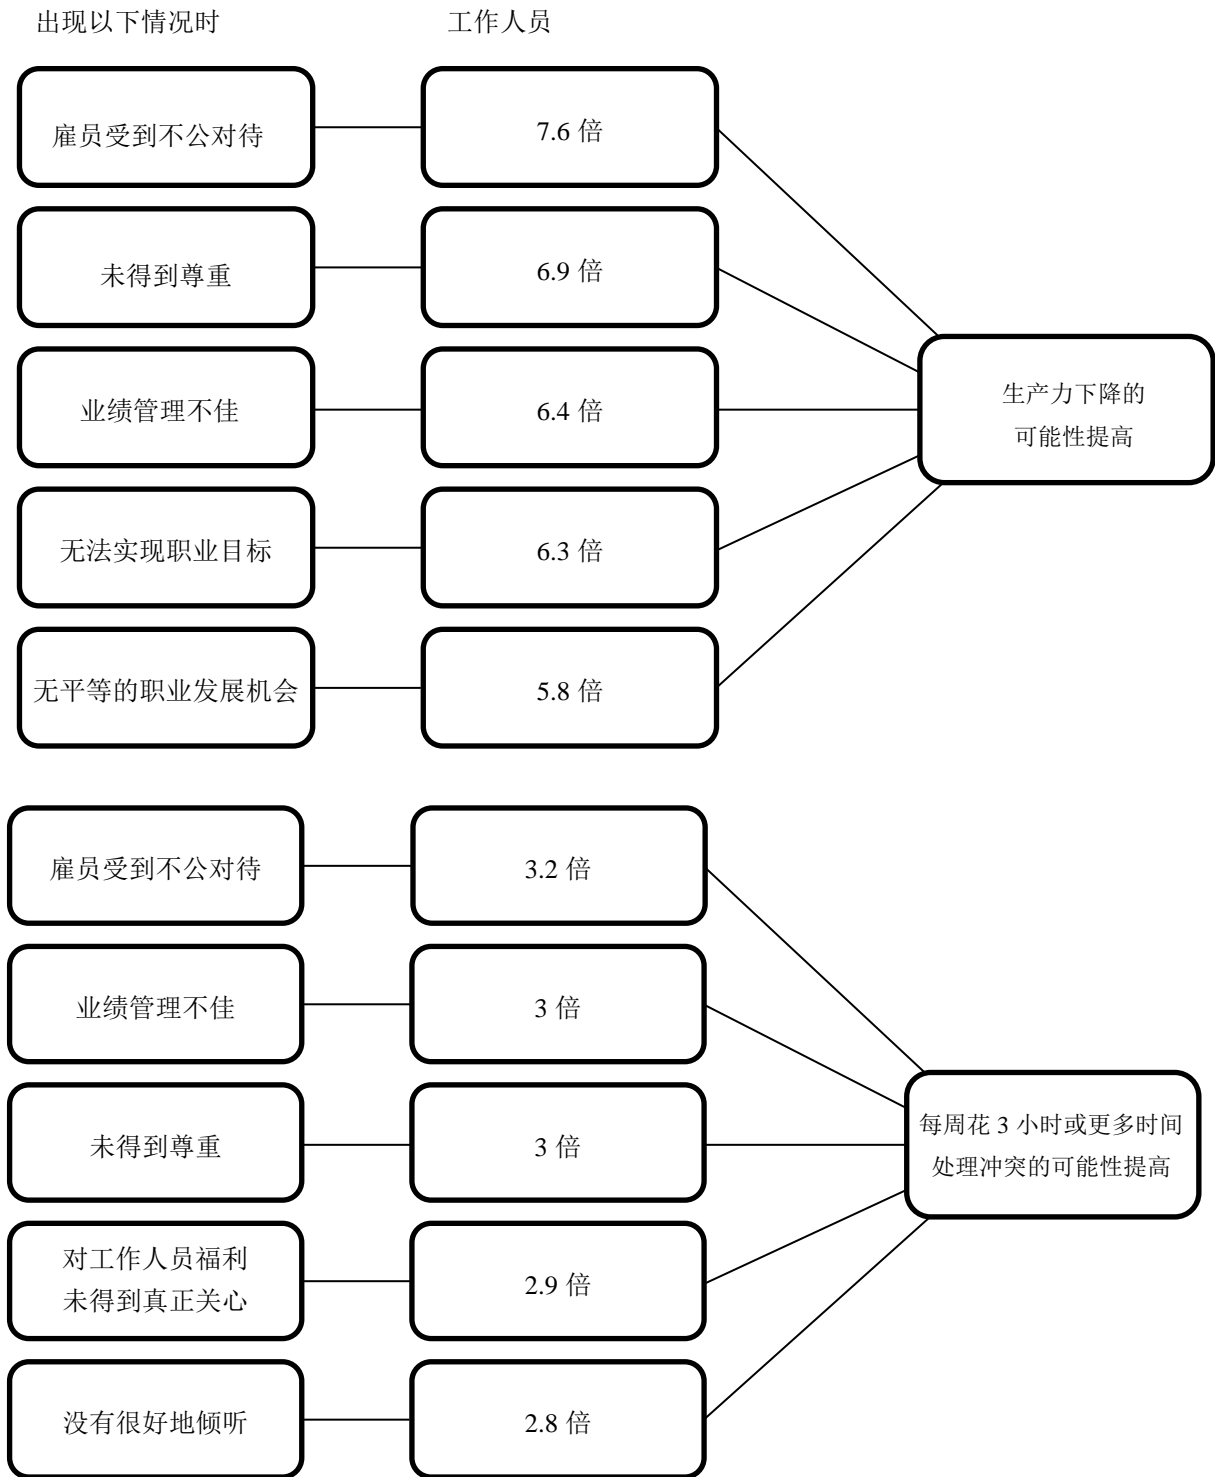 出现以下情况时
工作人员
雇员受到不公对待
7.6 倍
未得到尊重
6.9 倍
业绩管理不佳
6.4 倍
生产力下降的
可能性提高
无法实现职业目标
6.3 倍
无平等的职业发展机会
5.8 倍
雇员受到不公对待
3.2 倍
业绩管理不佳
3 倍
未得到尊重
3 倍
每周花 3 小时或更多时间
处理冲突的可能性提高
对工作人员福利
未得到真正关心
2.9 倍
没有很好地倾听
2.8 倍